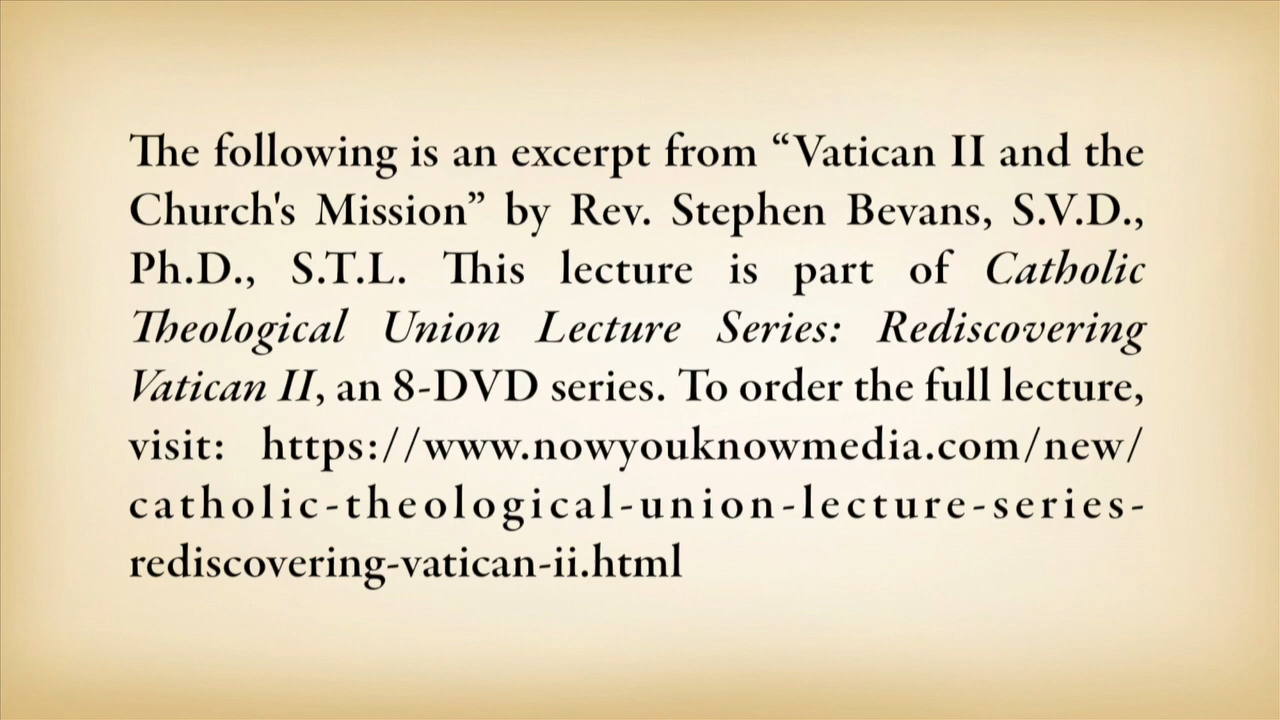 The following is an excerpt from “Vatican II and the
Church's Mission” by Rev. Stephen Bevans, S.V.D.,
Ph.D., S.T.L. This lecture is part of Catholic
Theological Union Lecture Series: Rediscovering
Vatican II, an 8-DVD series. To order the full lecture,
visit: https://www.nowyouknowmedia.com/new/
catholic-theological-union-lecture-series-
rediscovering-vatican-ii.html